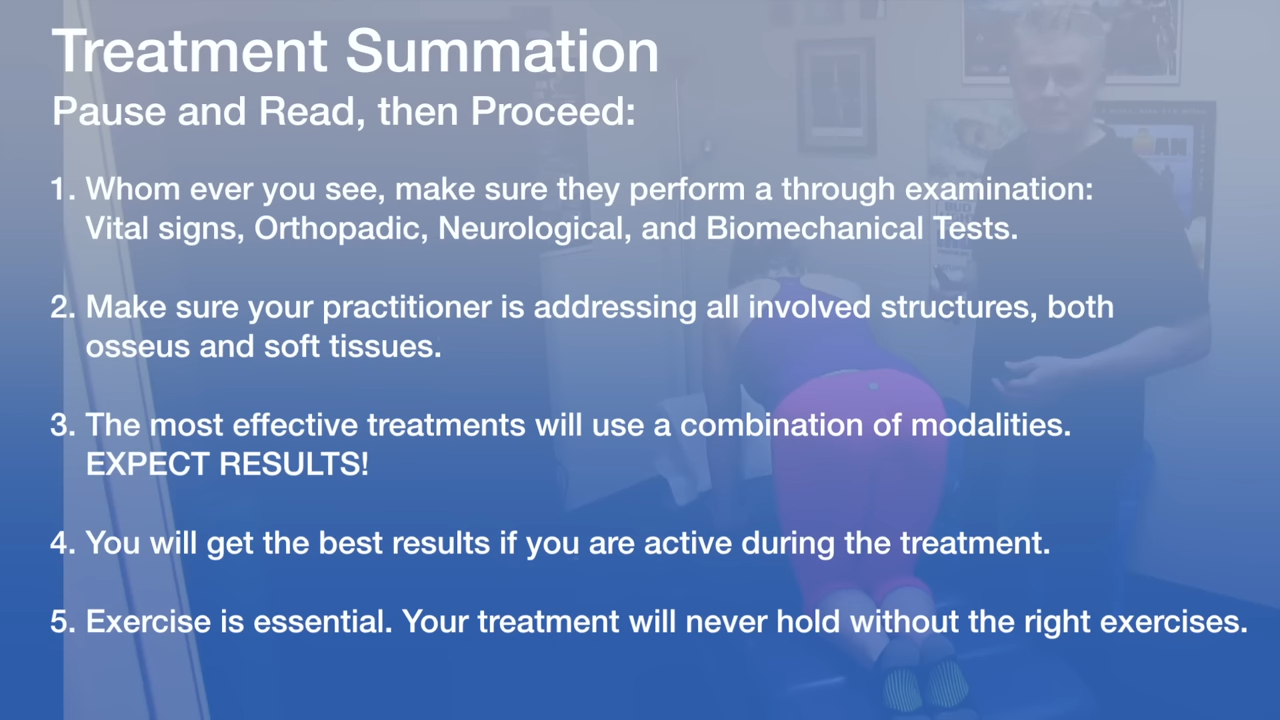 Treatment Summation
Pause and Read, then Proceed:
1. Whom ever you see, make sure they perform a through examination:
Vital signs, Orthopadic, Neurological, and Biomechanical Tests.
2. Make sure your practitioner is addressing all involved structures, both
osseus and soft tissues.
3. The most effective treatments will use a combination of modalities.
EXPECT RESULTS!
4. You will get the best results if you are active during the treatment.
5. Exercise is essential. Your treatment will never hold without the right exercises.